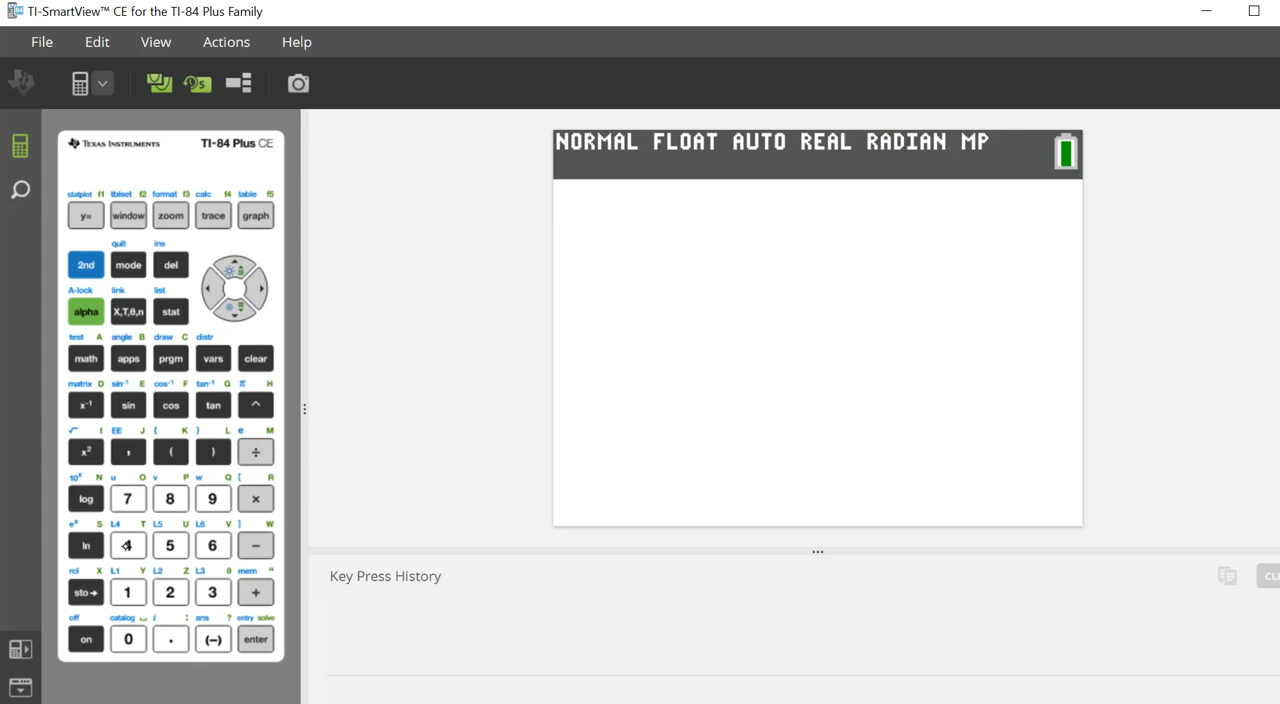 TI-SmartView™ CE for the TI-84 Plus Family
File Edit View Actions Help
TEXAS INSTRUMENTS TI-84 Plus CE
statplot f1 tblset f2 format f3 calc f4 table f5
y= window zoom trace graph
quit ins
2nd mode del
A-lock link list
alpha X,T,θ,n stat
test A angle B draw C distr
math apps prgm vars clear
matrix D sin⁻¹ E cos⁻¹ F tan⁻¹ G π H
x⁻¹ sin cos tan ^
√ I EE J { K } L e M
x² , ( ) ÷
10ˣ N u O v P w Q [ R
log 7 8 9 ×
eˣ S L4 T L5 U L6 V ] W
ln 4 5 6 −
rcl X L1 Y L2 Z L3 θ mem "
sto→ 1 2 3 +
off catalog ⎵ i : ans ? entry solve
on 0 . (−) enter
NORMAL FLOAT AUTO REAL RADIAN MP
Key Press History